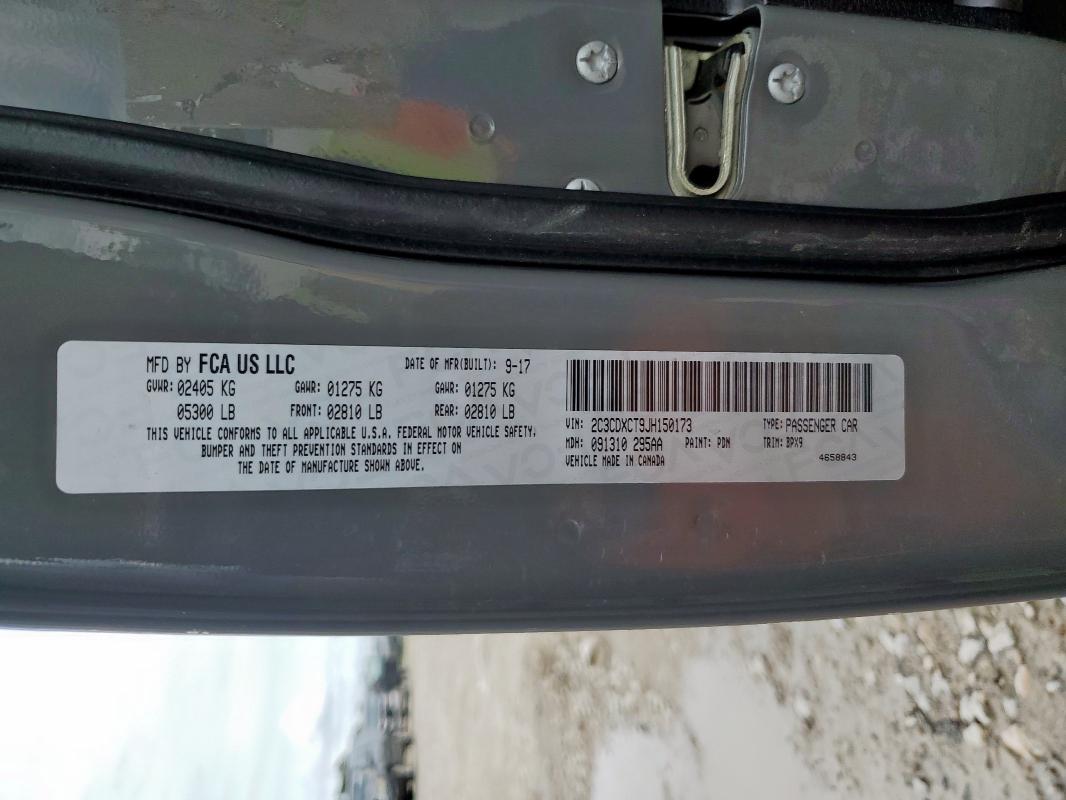 MFD BY FCA US LLC DATE OF MFR(BUILT): 9-17
GVWR: 02405 KG GAWR: 01275 KG GAWR: 01275 KG
05300 LB FRONT: 02810 LB REAR: 02810 LB
THIS VEHICLE CONFORMS TO ALL APPLICABLE U.S.A. FEDERAL MOTOR VEHICLE SAFETY,
BUMPER AND THEFT PREVENTION STANDARDS IN EFFECT ON
THE DATE OF MANUFACTURE SHOWN ABOVE.
VIN: 2C3CDXCT9JH150173 TYPE: PASSENGER CAR
MDH: 091310 295AA PAINT: PDN TRIM: BPX9
VEHICLE MADE IN CANADA 4658843